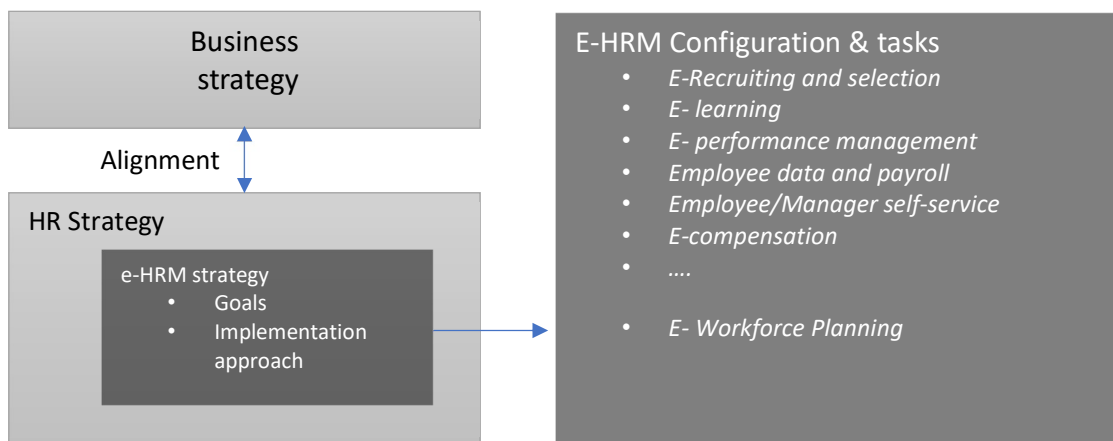 Business
strategy
Alignment
HR Strategy
e-HRM strategy
• Goals
• Implementation
approach
E-HRM Configuration & tasks
• E-Recruiting and selection
• E- learning
• E- performance management
• Employee data and payroll
• Employee/Manager self-service
• E-compensation
• ....
• E- Workforce Planning